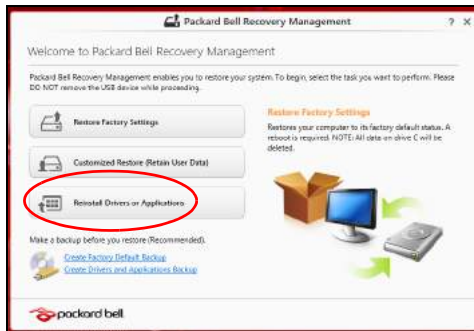 Packard Bell Recovery Management
? ×
Welcome to Packard Bell Recovery Management
Packard Bell Recovery Management enables you to restore your system. To begin, select the task you want to perform. Please
DO NOT remove the USB device while proceeding.
Restore Factory Settings
Customized Restore (Retain User Data)
Reinstall Drivers or Applications
Restore Factory Settings
Restores your computer to its factory default status. A
reboot is required. NOTE: All data on drive C will be
deleted.
Make a backup before you restore (Recommended).
Create Factory Default Backup
Create Drivers and Applications Backup
packard bell